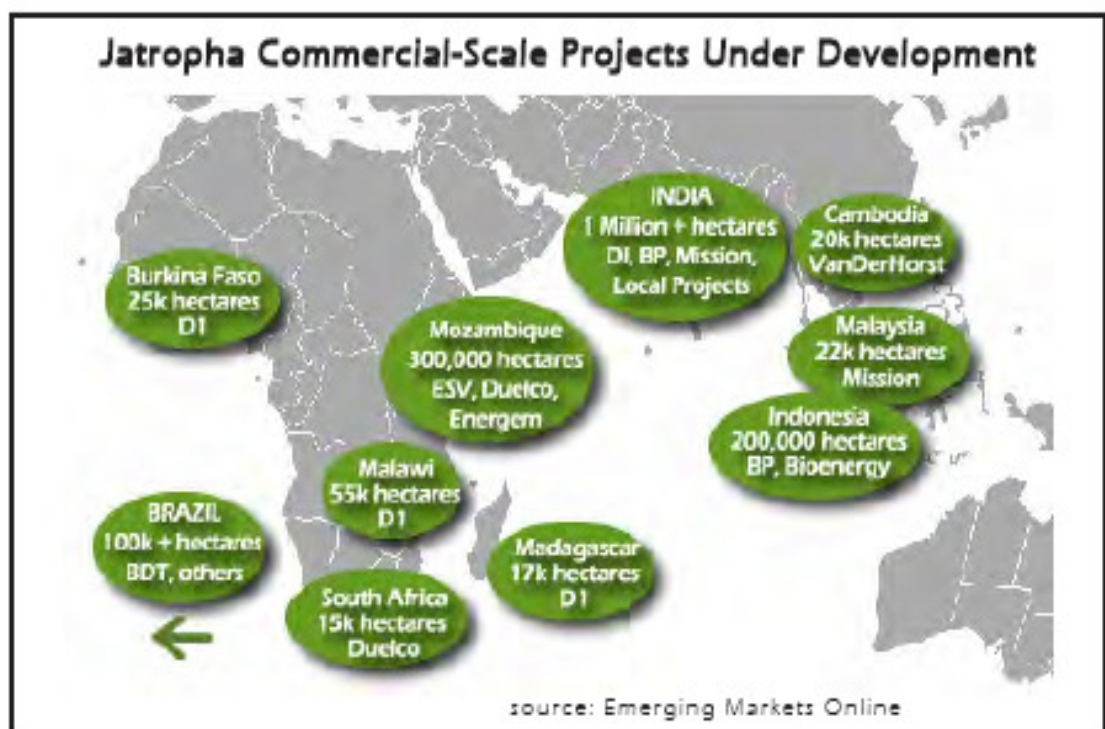 Jatropha Commercial-Scale Projects Under Development
INDIA
1 Million + hectares
DI, BP, Mission,
Local Projects
Cambodia
20k hectares
VanDerHorst
Burkina Faso
25k hectares
D1
Mozambique
300,000 hectares
ESV, Duelco,
Energem
Malaysia
22k hectares
Mission
Indonesia
200,000 hectares
BP, Bioenergy
Malawi
55k hectares
D1
BRAZIL
100k + hectares
BDT, others
Madagascar
17k hectares
D1
South Africa
15k hectares
Duelco
source: Emerging Markets Online